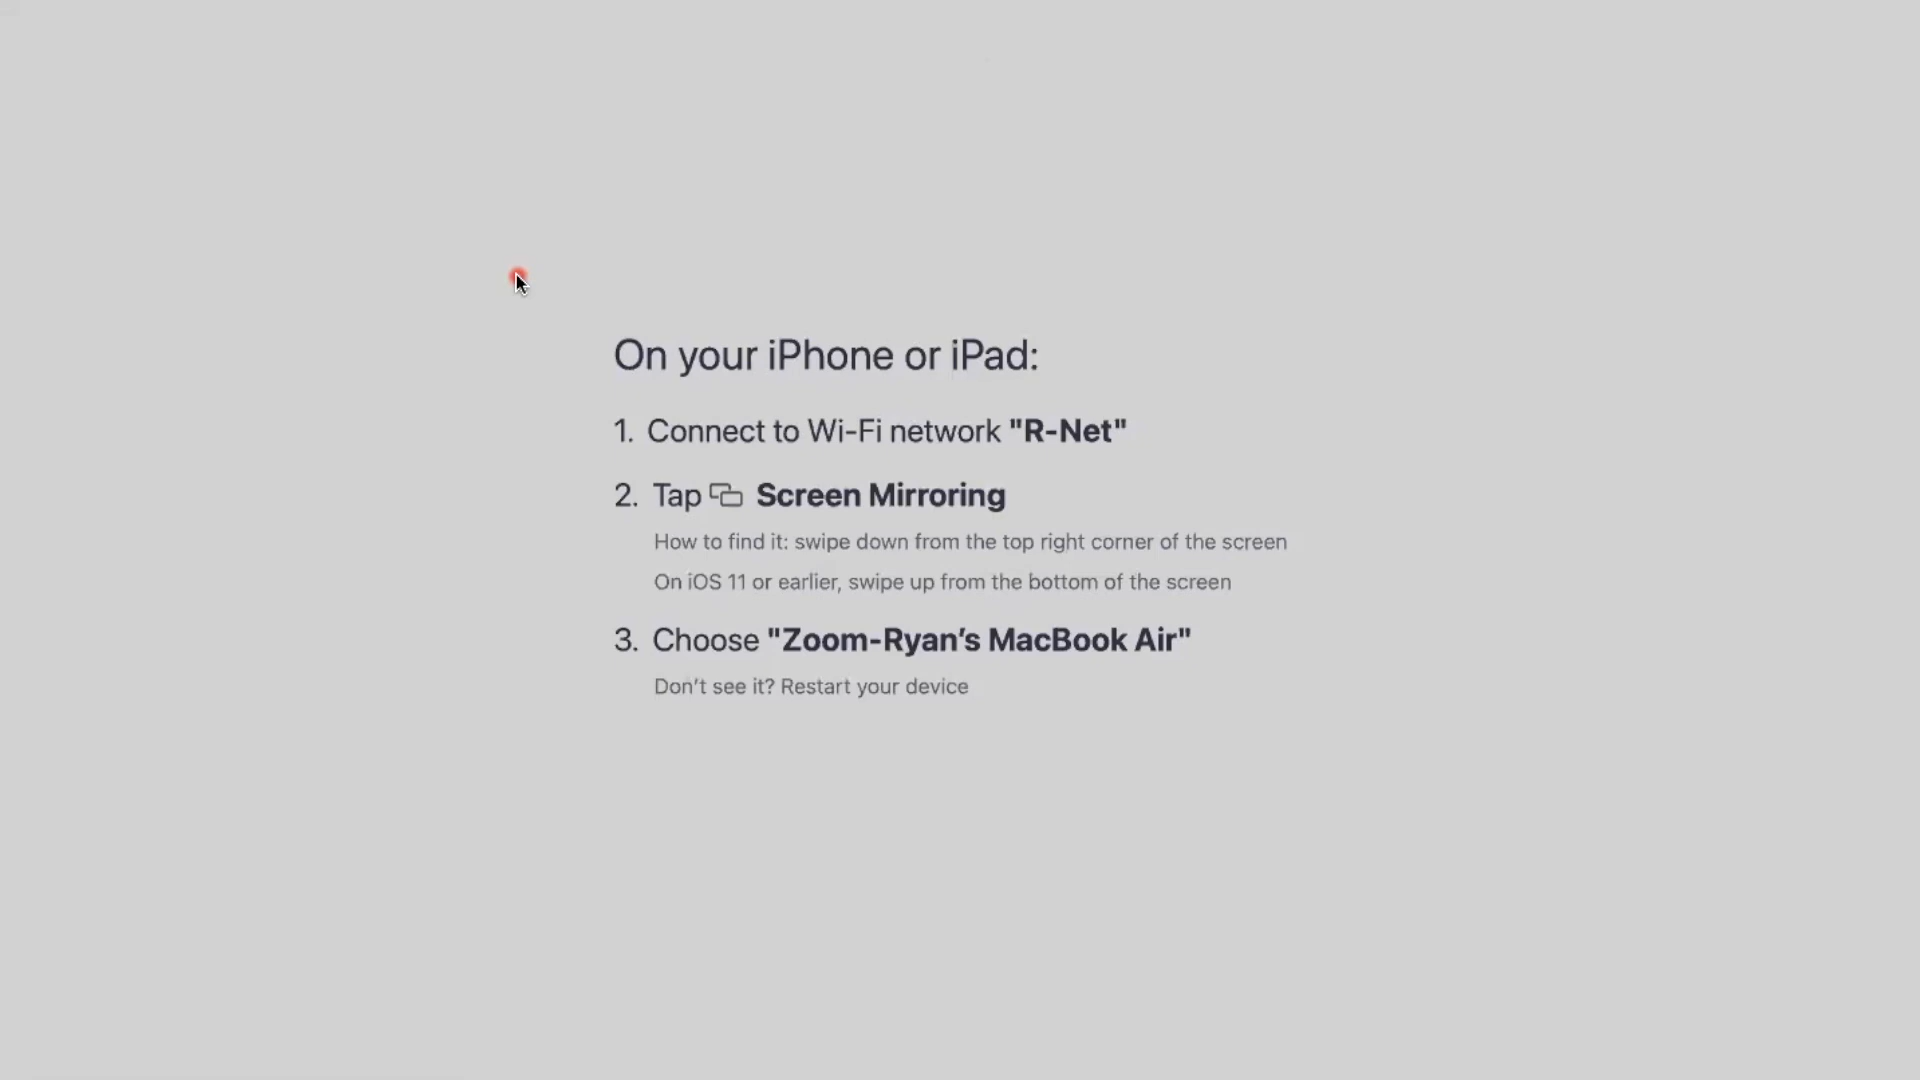 On your iPhone or iPad:
1. Connect to Wi-Fi network "R-Net"
2. Tap Screen Mirroring
How to find it: swipe down from the top right corner of the screen
On iOS 11 or earlier, swipe up from the bottom of the screen
3. Choose "Zoom-Ryan’s MacBook Air"
Don’t see it? Restart your device